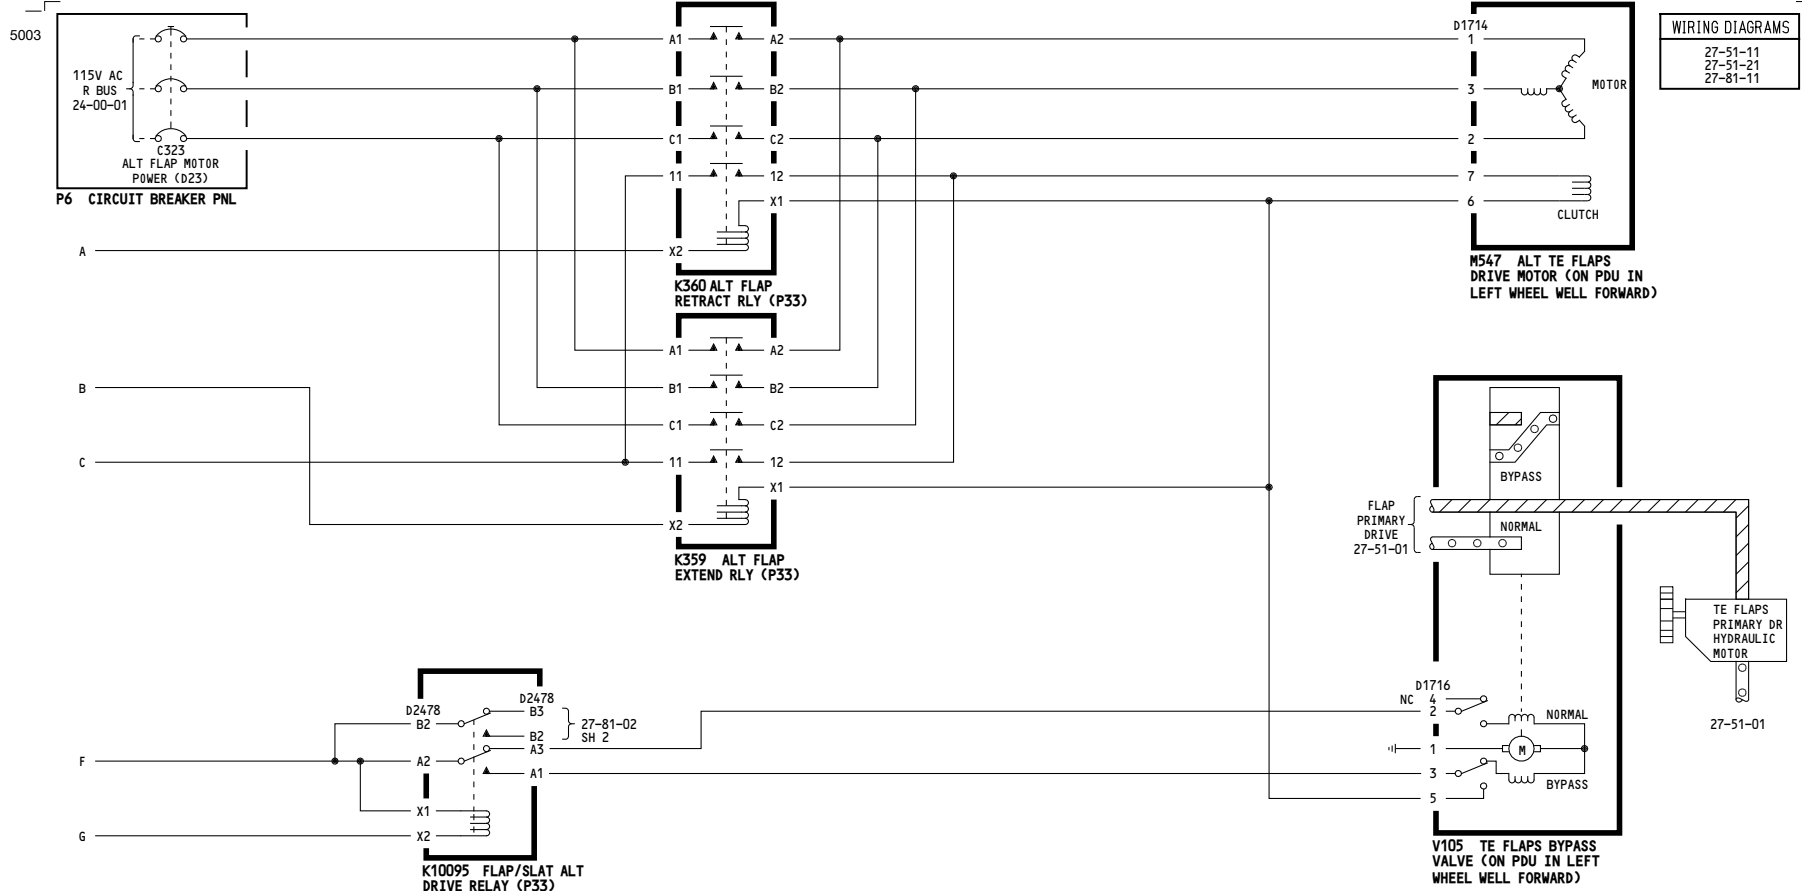 5003
115V AC
R BUS
24-00-01
C323
ALT FLAP MOTOR
POWER (D23)
P6 CIRCUIT BREAKER PNL
A1
A2
B1
B2
C1
C2
11
12
X1
X2
K360 ALT FLAP
RETRACT RLY (P33)
D1714
1
3
2
7
6
MOTOR
CLUTCH
M547 ALT TE FLAPS
DRIVE MOTOR (ON PDU IN
LEFT WHEEL WELL FORWARD)
WIRING DIAGRAMS
27-51-11
27-51-21
27-81-11
A
B
C
A1
A2
B1
B2
C1
C2
11
12
X1
X2
K359 ALT FLAP
EXTEND RLY (P33)
BYPASS
FLAP
PRIMARY
DRIVE
27-51-01
NORMAL
TE FLAPS
PRIMARY DR
HYDRAULIC
MOTOR
27-51-01
F
G
D2478
D2478
B2
B3
B2
27-81-02
SH 2
A2
A3
A1
X1
X2
K10095 FLAP/SLAT ALT
DRIVE RELAY (P33)
D1716
NC
4
2
NORMAL
1
M
3
BYPASS
5
V105 TE FLAPS BYPASS
VALVE (ON PDU IN LEFT
WHEEL WELL FORWARD)